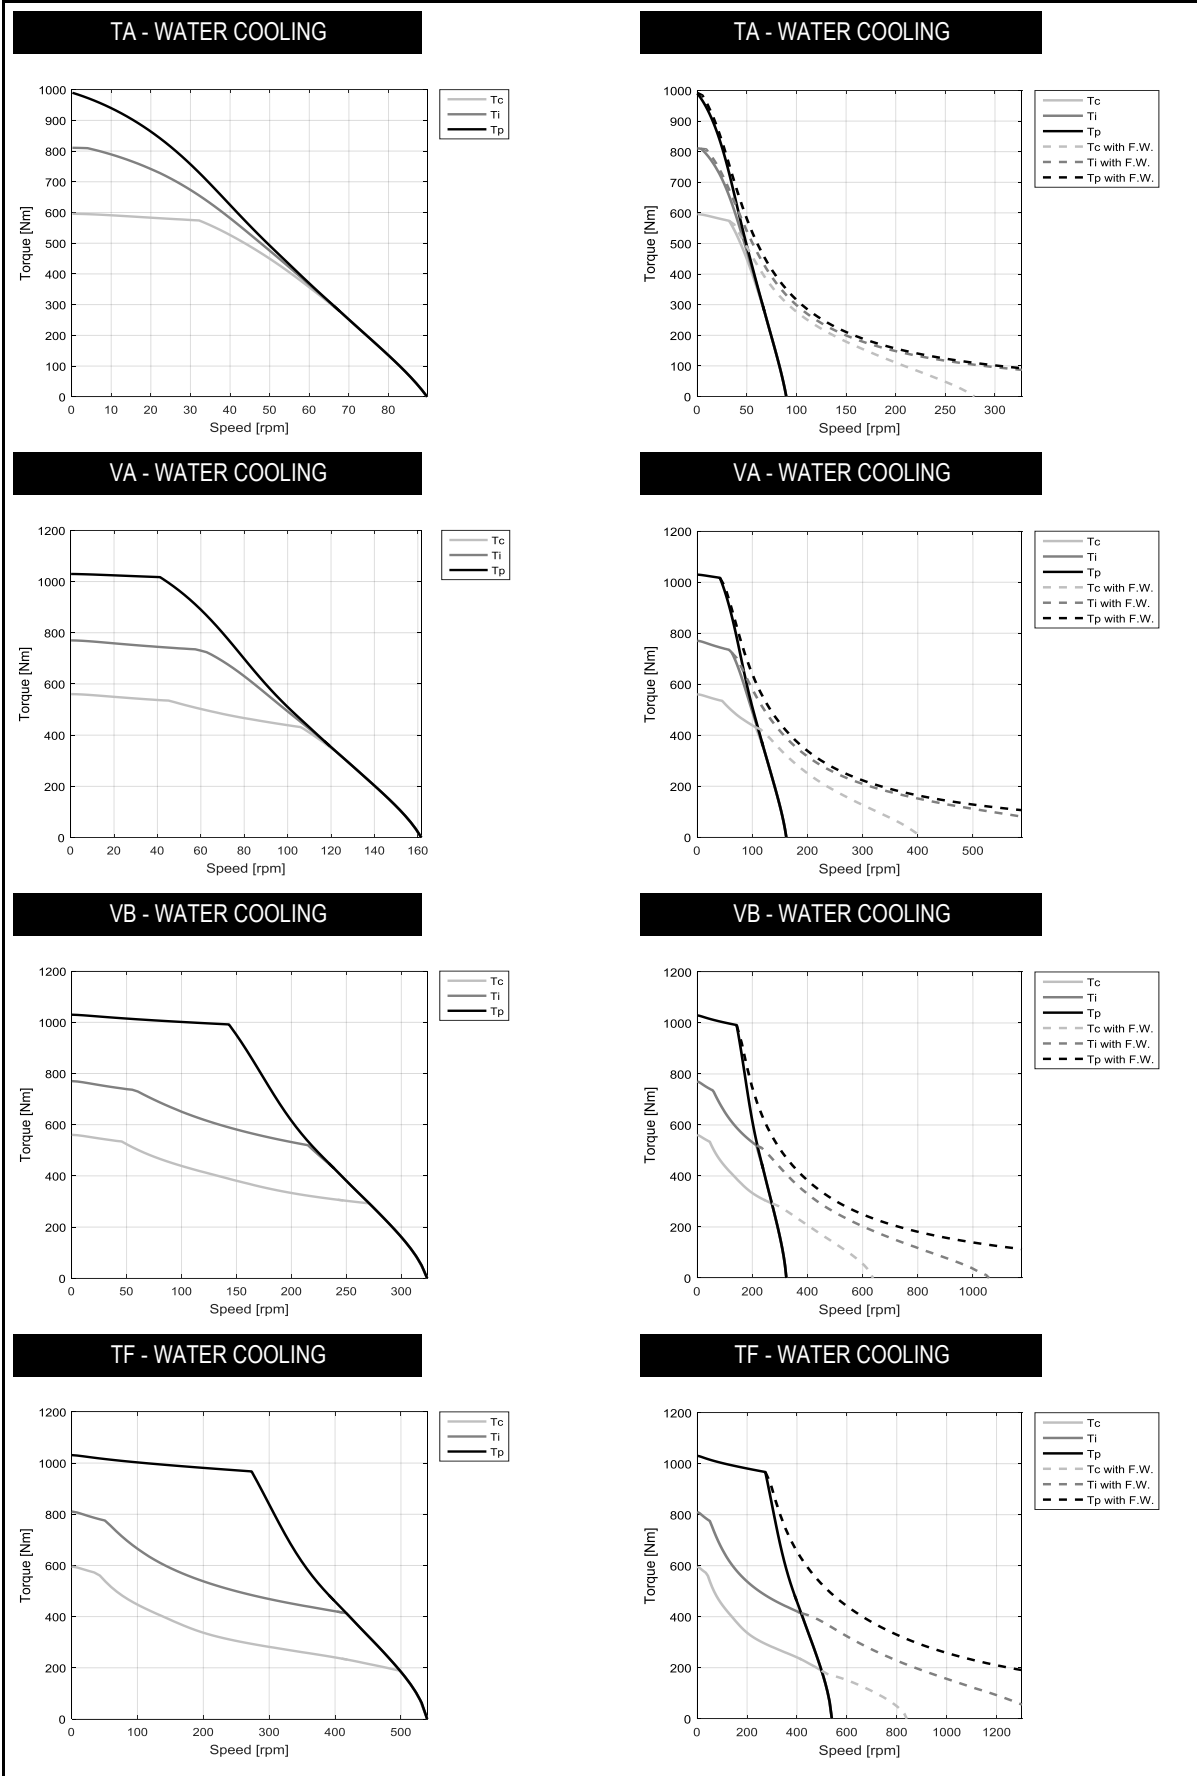 TA - WATER COOLING
TA - WATER COOLING
1000
900
800
700
600
500
400
300
200
100
0
Torque [Nm]
0 10 20 30 40 50 60 70 80
Speed [rpm]
Tc
Ti
Tp
1000
900
800
700
600
500
400
300
200
100
0
Torque [Nm]
0 50 100 150 200 250 300
Speed [rpm]
Tc
Ti
Tp
Tc with F.W.
Ti with F.W.
Tp with F.W.
VA - WATER COOLING
VA - WATER COOLING
1200
1000
800
600
400
200
0
Torque [Nm]
0 20 40 60 80 100 120 140 160
Speed [rpm]
Tc
Ti
Tp
1200
1000
800
600
400
200
0
Torque [Nm]
0 100 200 300 400 500
Speed [rpm]
Tc
Ti
Tp
Tc with F.W.
Ti with F.W.
Tp with F.W.
VB - WATER COOLING
VB - WATER COOLING
1200
1000
800
600
400
200
0
Torque [Nm]
0 50 100 150 200 250 300
Speed [rpm]
Tc
Ti
Tp
1200
1000
800
600
400
200
0
Torque [Nm]
0 200 400 600 800 1000
Speed [rpm]
Tc
Ti
Tp
Tc with F.W.
Ti with F.W.
Tp with F.W.
TF - WATER COOLING
TF - WATER COOLING
1200
1000
800
600
400
200
0
Torque [Nm]
0 100 200 300 400 500
Speed [rpm]
Tc
Ti
Tp
1200
1000
800
600
400
200
0
Torque [Nm]
0 200 400 600 800 1000 1200
Speed [rpm]
Tc
Ti
Tp
Tc with F.W.
Ti with F.W.
Tp with F.W.